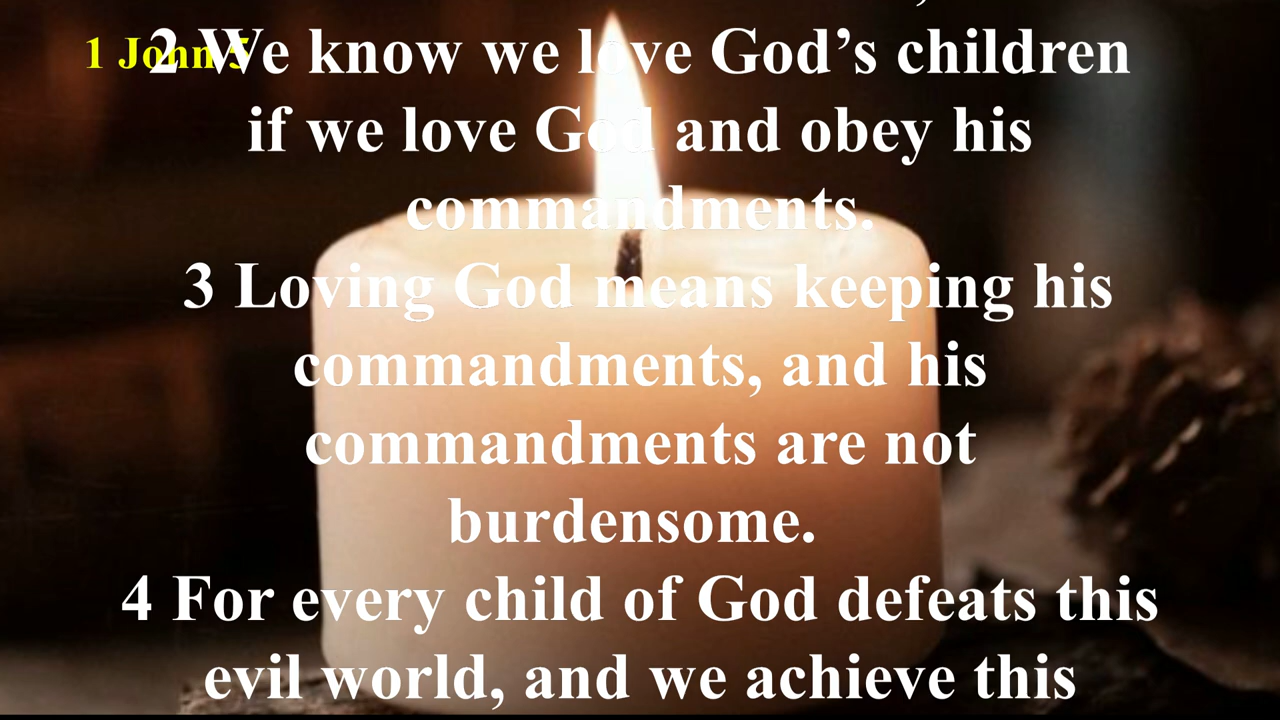 1 John 5
2 We know we love God’s children
if we love God and obey his
commandments.
3 Loving God means keeping his
commandments, and his
commandments are not
burdensome.
4 For every child of God defeats this
evil world, and we achieve this